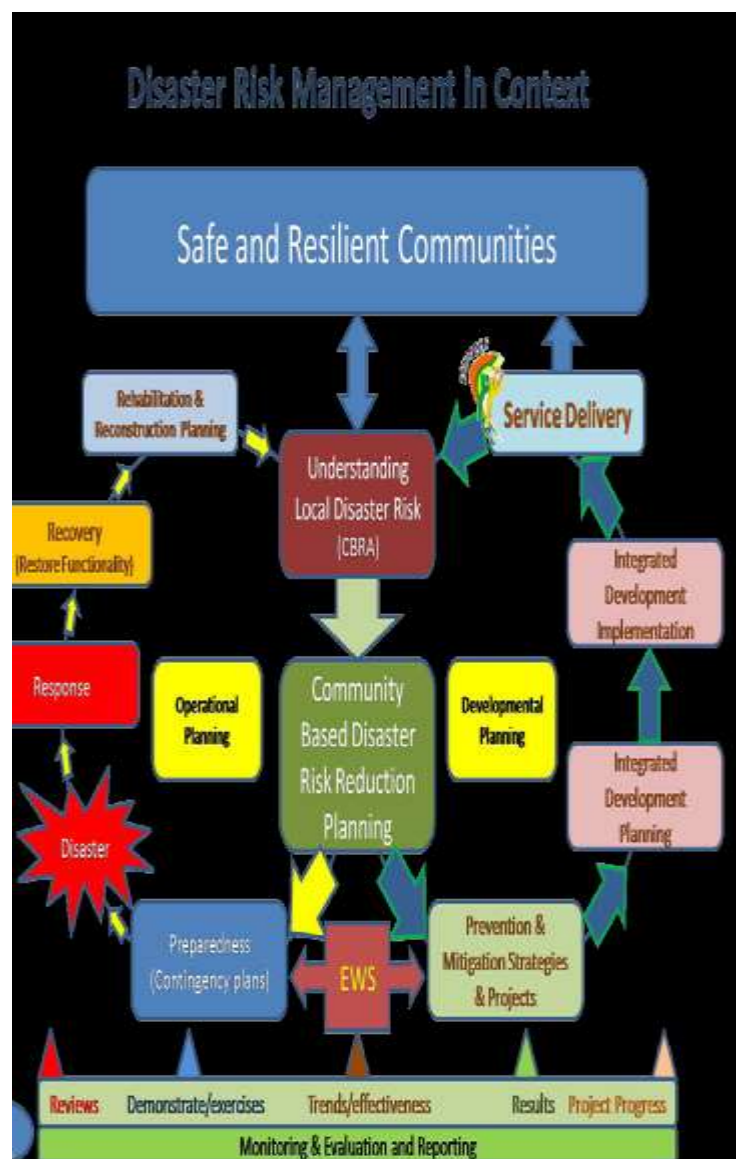 Disaster Risk Management in Context
Safe and Resilient Communities
Rehabilitation &
Reconstruction Planning
Service Delivery
Understanding
Local Disaster Risk
(CBRA)
Recovery
(Restore Functionality)
Integrated
Development
Implementation
Response
Operational
Planning
Community
Based Disaster
Risk Reduction
Planning
Developmental
Planning
Integrated
Development
Planning
Disaster
Preparedness
(Contingency plans)
EWS
Prevention &
Mitigation Strategies
& Projects
Reviews Demonstrate/exercises Trends/effectiveness Results Project Progress
Monitoring & Evaluation and Reporting